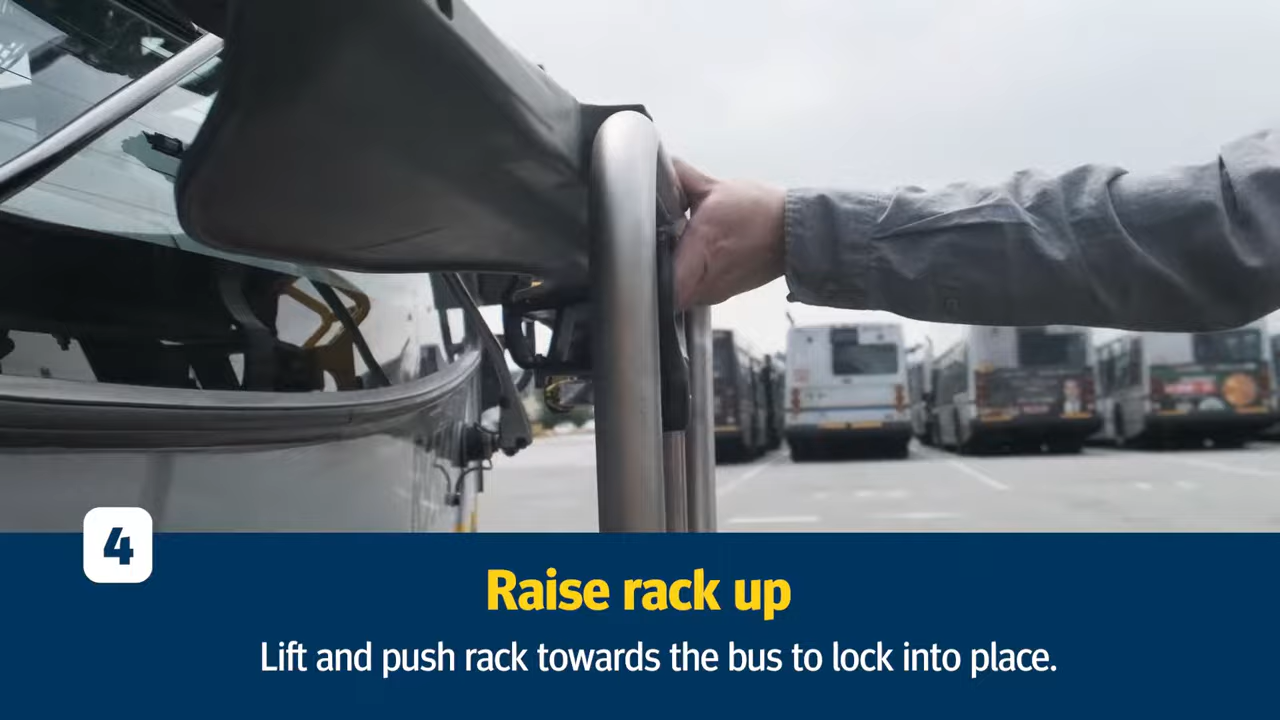 4
Raise rack up
Lift and push rack towards the bus to lock into place.